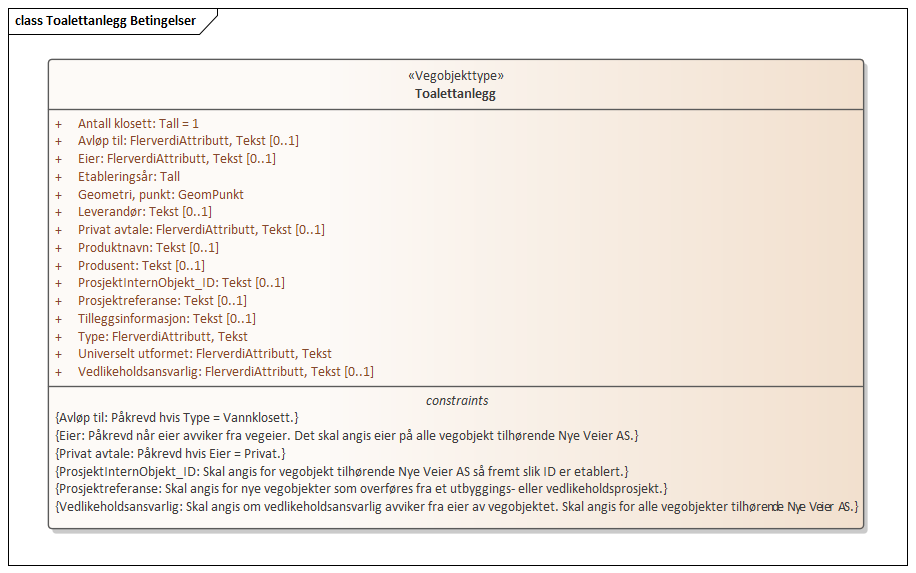 class Toalettanlegg Betingelser
«Vegobjekttype»
Toalettanlegg
+ Antall klosett: Tall = 1
+ Avløp til: FlerverdiAttributt, Tekst [0..1]
+ Eier: FlerverdiAttributt, Tekst [0..1]
+ Etableringsår: Tall
+ Geometri, punkt: GeomPunkt
+ Leverandør: Tekst [0..1]
+ Privat avtale: FlerverdiAttributt, Tekst [0..1]
+ Produktnavn: Tekst [0..1]
+ Produsent: Tekst [0..1]
+ ProsjektInternObjekt_ID: Tekst [0..1]
+ Prosjektreferanse: Tekst [0..1]
+ Tilleggsinformasjon: Tekst [0..1]
+ Type: FlerverdiAttributt, Tekst
+ Universelt utformet: FlerverdiAttributt, Tekst
+ Vedlikeholdsansvarlig: FlerverdiAttributt, Tekst [0..1]
constraints
{Avløp til: Påkrevd hvis Type = Vannklosett.}
{Eier: Påkrevd når eier avviker fra vegeier. Det skal angis eier på alle vegobjekt tilhørende Nye Veier AS.}
{Privat avtale: Påkrevd hvis Eier = Privat.}
{ProsjektInternObjekt_ID: Skal angis for vegobjekt tilhørende Nye Veier AS så fremt slik ID er etablert.}
{Prosjektreferanse: Skal angis for nye vegobjekter som overføres fra et utbyggings- eller vedlikeholdsprosjekt.}
{Vedlikeholdsansvarlig: Skal angis om vedlikeholdsansvarlig avviker fra eier av vegobjektet. Skal angis for alle vegobjekter tilhørende Nye Veier AS.}